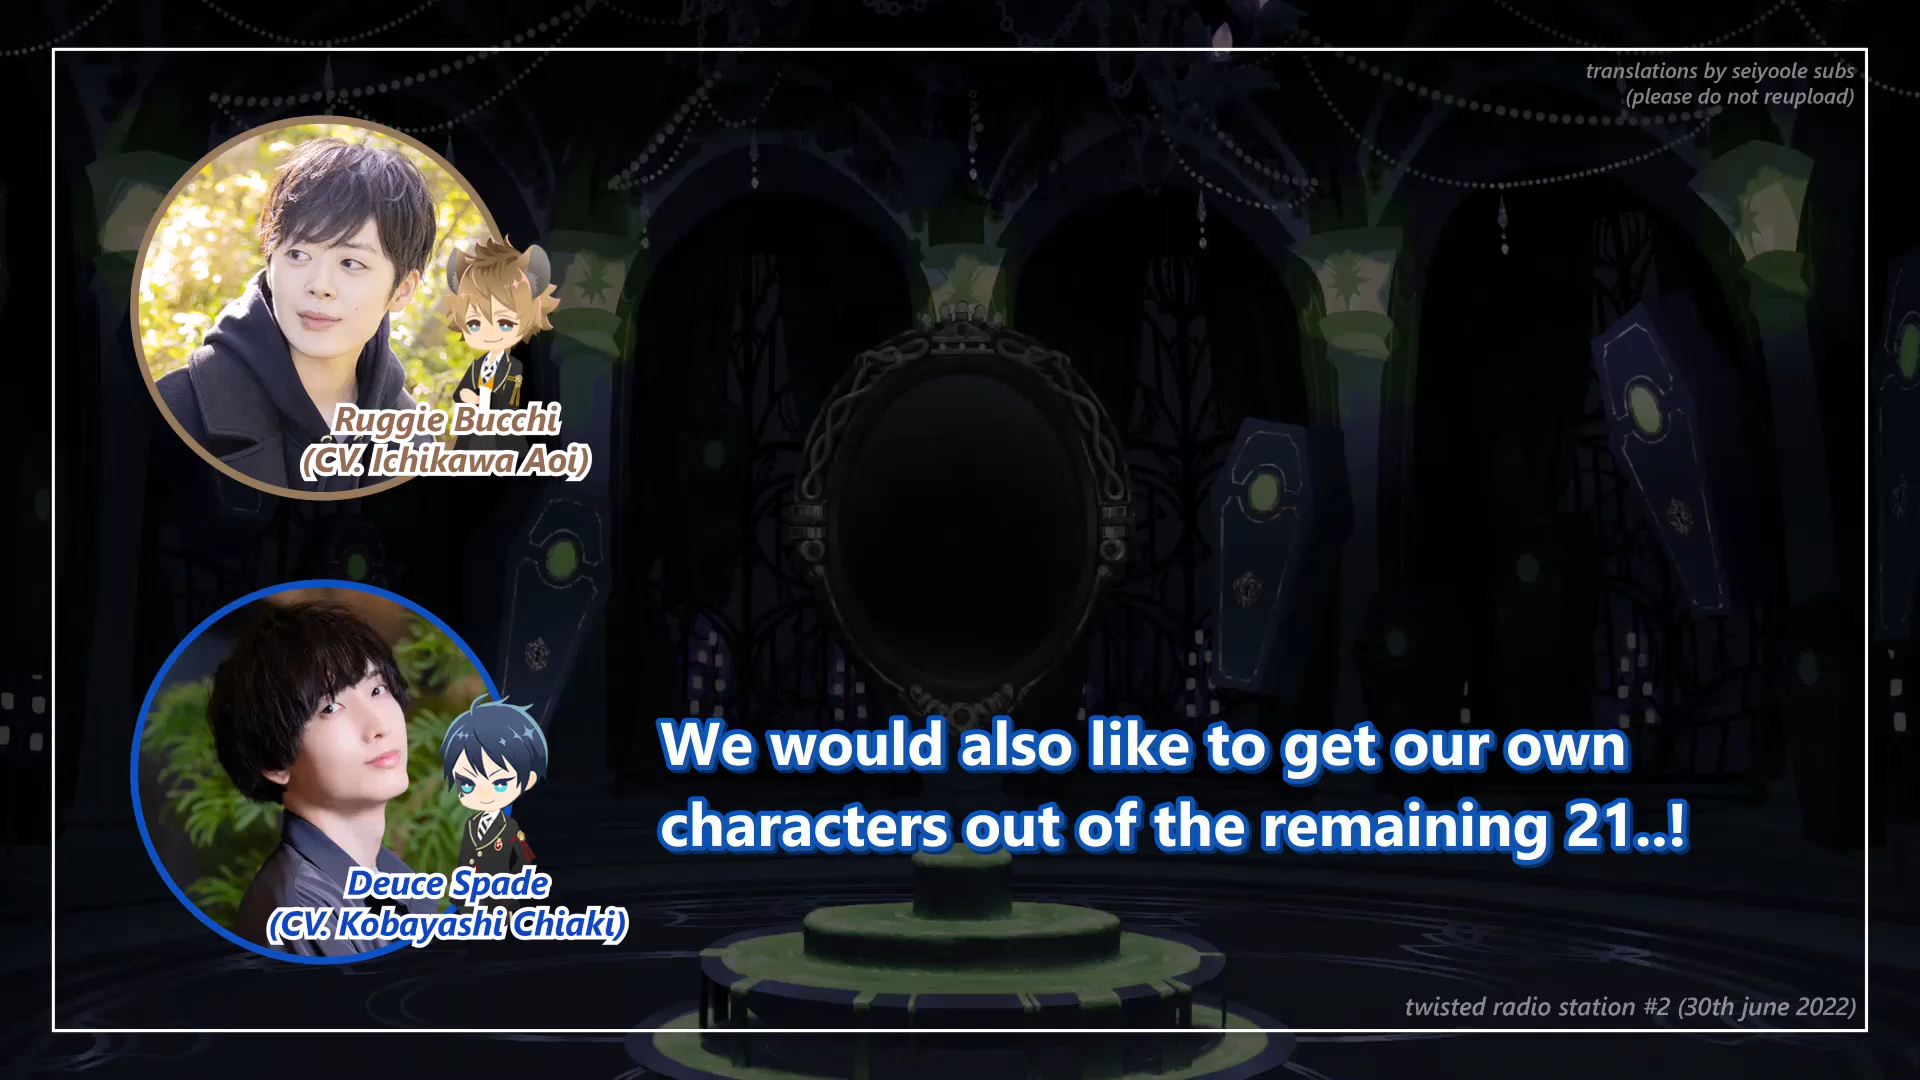 translations by seiyoole subs
(please do not reupload)
Ruggie Bucchi
(CV. Ichikawa Aoi)
We would also like to get our own
characters out of the remaining 21..!
Deuce Spade
(CV. Kobayashi Chiaki)
twisted radio station #2 (30th june 2022)